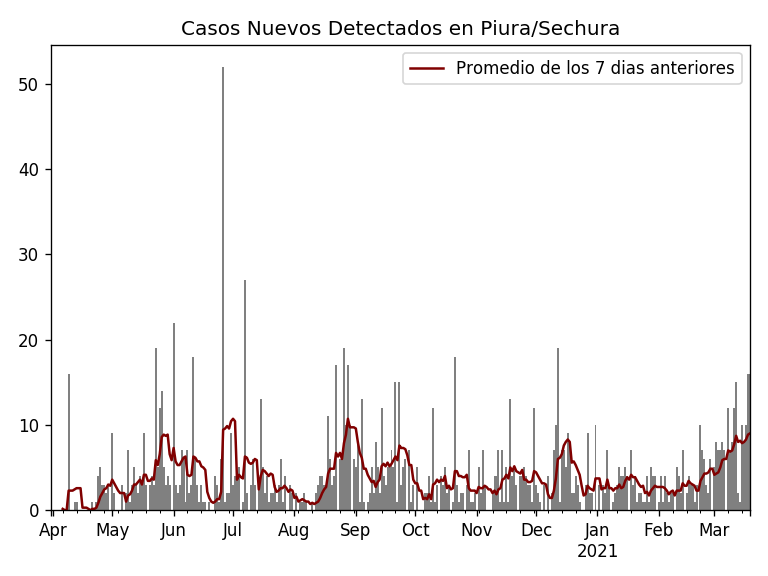 Casos Nuevos Detectados en Piura/Sechura
Promedio de los 7 dias anteriores
50
40
30
20
10
0
Apr May Jun Jul Aug Sep Oct Nov Dec Jan Feb Mar
2021